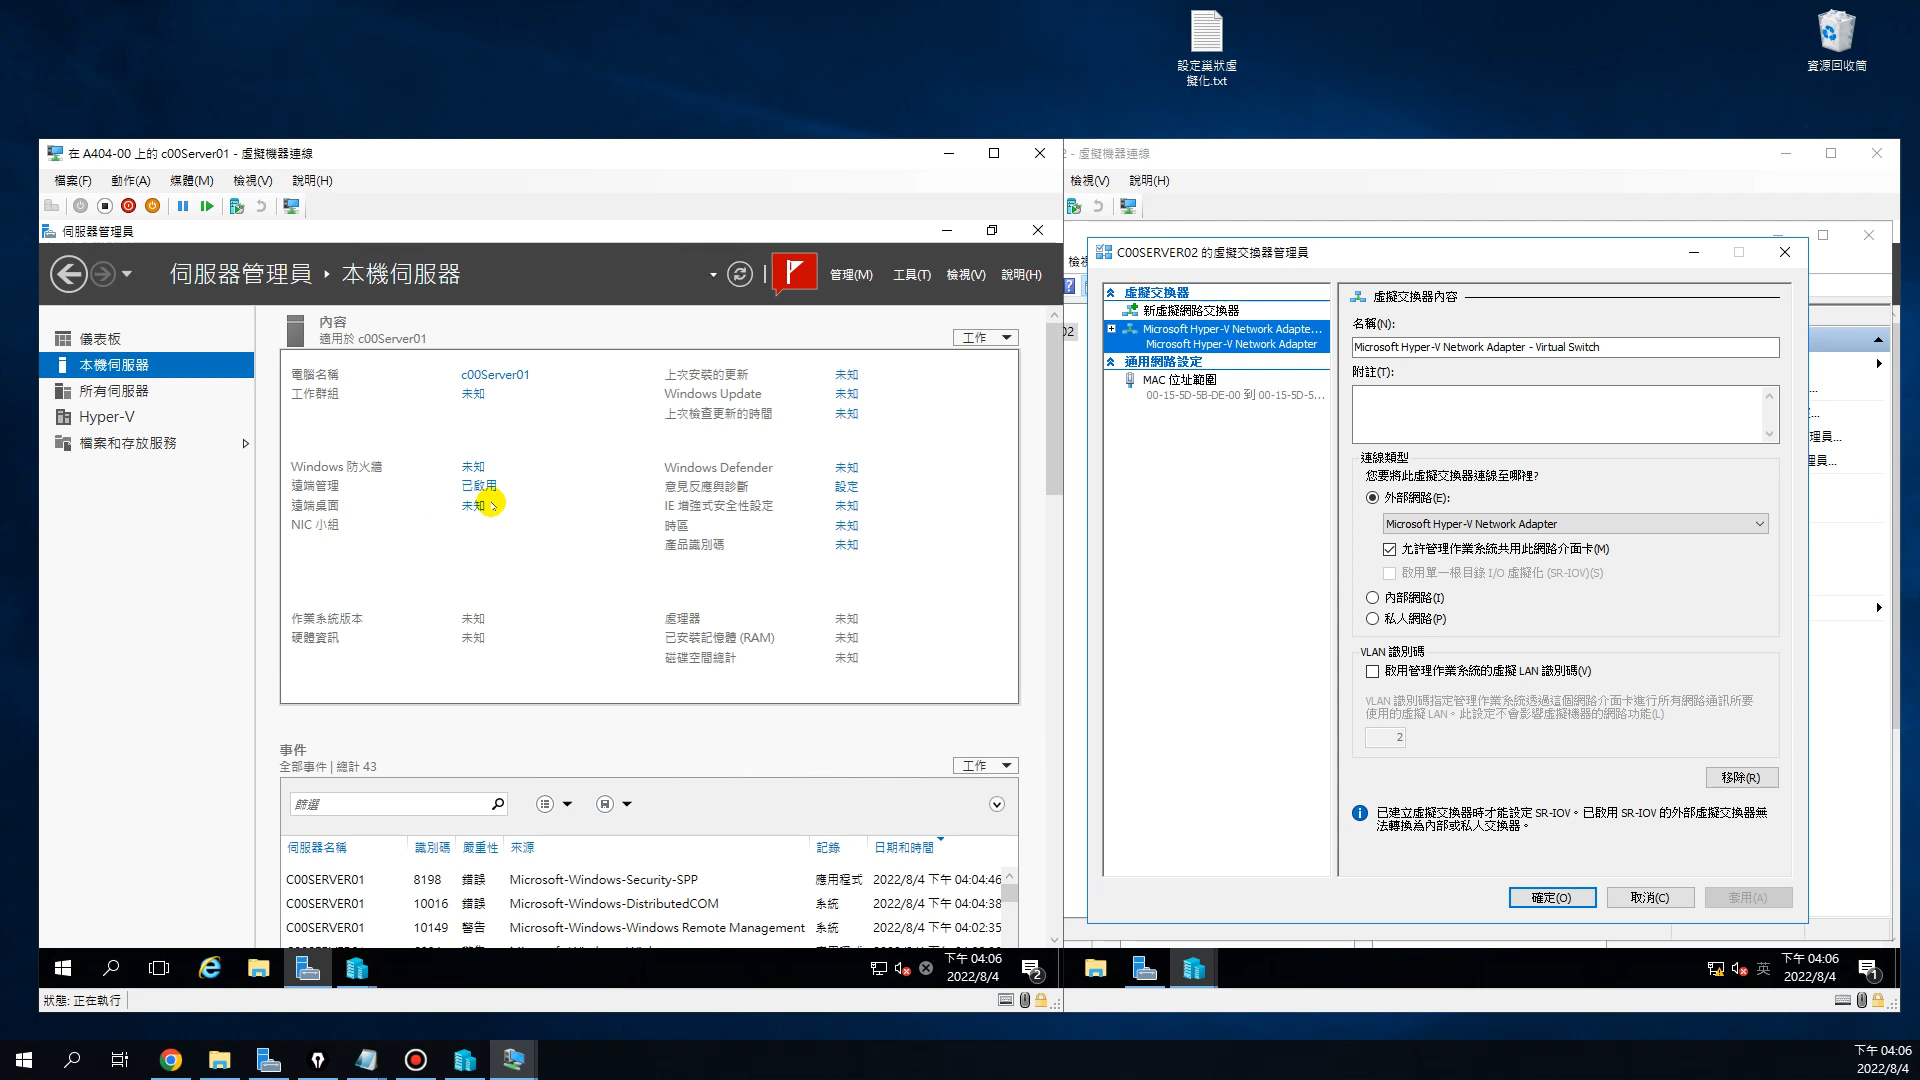 設定巢狀虛
擬化.txt
資源回收筒
在 A404-00 上的 c00Server01 - 虛擬機器連線
檔案(F) 動作(A) 媒體(M) 檢視(V) 說明(H)
伺服器管理員
伺服器管理員 ‣ 本機伺服器
管理(M) 工具(T) 檢視(V) 說明(H)
儀表板
本機伺服器
所有伺服器
Hyper-V
檔案和存放服務
內容
適用於 c00Server01
工作
電腦名稱 c00Server01 上次安裝的更新 未知
工作群組 未知 Windows Update 未知
上次檢查更新的時間 未知
Windows 防火牆 未知 Windows Defender 未知
遠端管理 已啟用 意見反應與診斷 設定
遠端桌面 未知 IE 增強式安全性設定 未知
NIC 小組 時區 未知
產品識別碼 未知
作業系統版本 未知 處理器 未知
硬體資訊 未知 已安裝記憶體 (RAM) 未知
磁碟空間總計 未知
事件
全部事件 | 總計 43
工作
篩選
伺服器名稱 識別碼 嚴重性 來源 記錄 日期和時間
C00SERVER01 8198 錯誤 Microsoft-Windows-Security-SPP 應用程式 2022/8/4 下午 04:04:46
C00SERVER01 10016 錯誤 Microsoft-Windows-DistributedCOM 系統 2022/8/4 下午 04:04:38
C00SERVER01 10149 警告 Microsoft-Windows-Windows Remote Management 系統 2022/8/4 下午 04:02:35
下午 04:06
2022/8/4
2
狀態: 正在執行
2 - 虛擬機器連線
檢視(V) 說明(H)
02
理員...
員...
C00SERVER02 的虛擬交換器管理員
虛擬交換器
新虛擬網路交換器
Microsoft Hyper-V Network Adapte...
Microsoft Hyper-V Network Adapter
通用網路設定
MAC 位址範圍
00-15-5D-5B-DE-00 到 00-15-5D-5...
虛擬交換器內容
名稱(N):
Microsoft Hyper-V Network Adapter - Virtual Switch
附註(T):
連線類型
您要將此虛擬交換器連線至哪裡?
外部網路(E):
Microsoft Hyper-V Network Adapter
允許管理作業系統共用此網路介面卡(M)
啟用單一根目錄 I/O 虛擬化 (SR-IOV)(S)
內部網路(I)
私人網路(P)
VLAN 識別碼
啟用管理作業系統的虛擬 LAN 識別碼(V)
VLAN 識別碼指定管理作業系統透過這個網路介面卡進行所有網路通訊所要
使用的虛擬 LAN。此設定不會影響虛擬機器的網路功能(L)
2
移除(R)
已建立虛擬交換器時才能設定 SR-IOV。已啟用 SR-IOV 的外部虛擬交換器無
法轉換為內部或私人交換器。
確定(O) 取消(C) 套用(A)
英
下午 04:06
2022/8/4
1
下午 04:06
2022/8/4